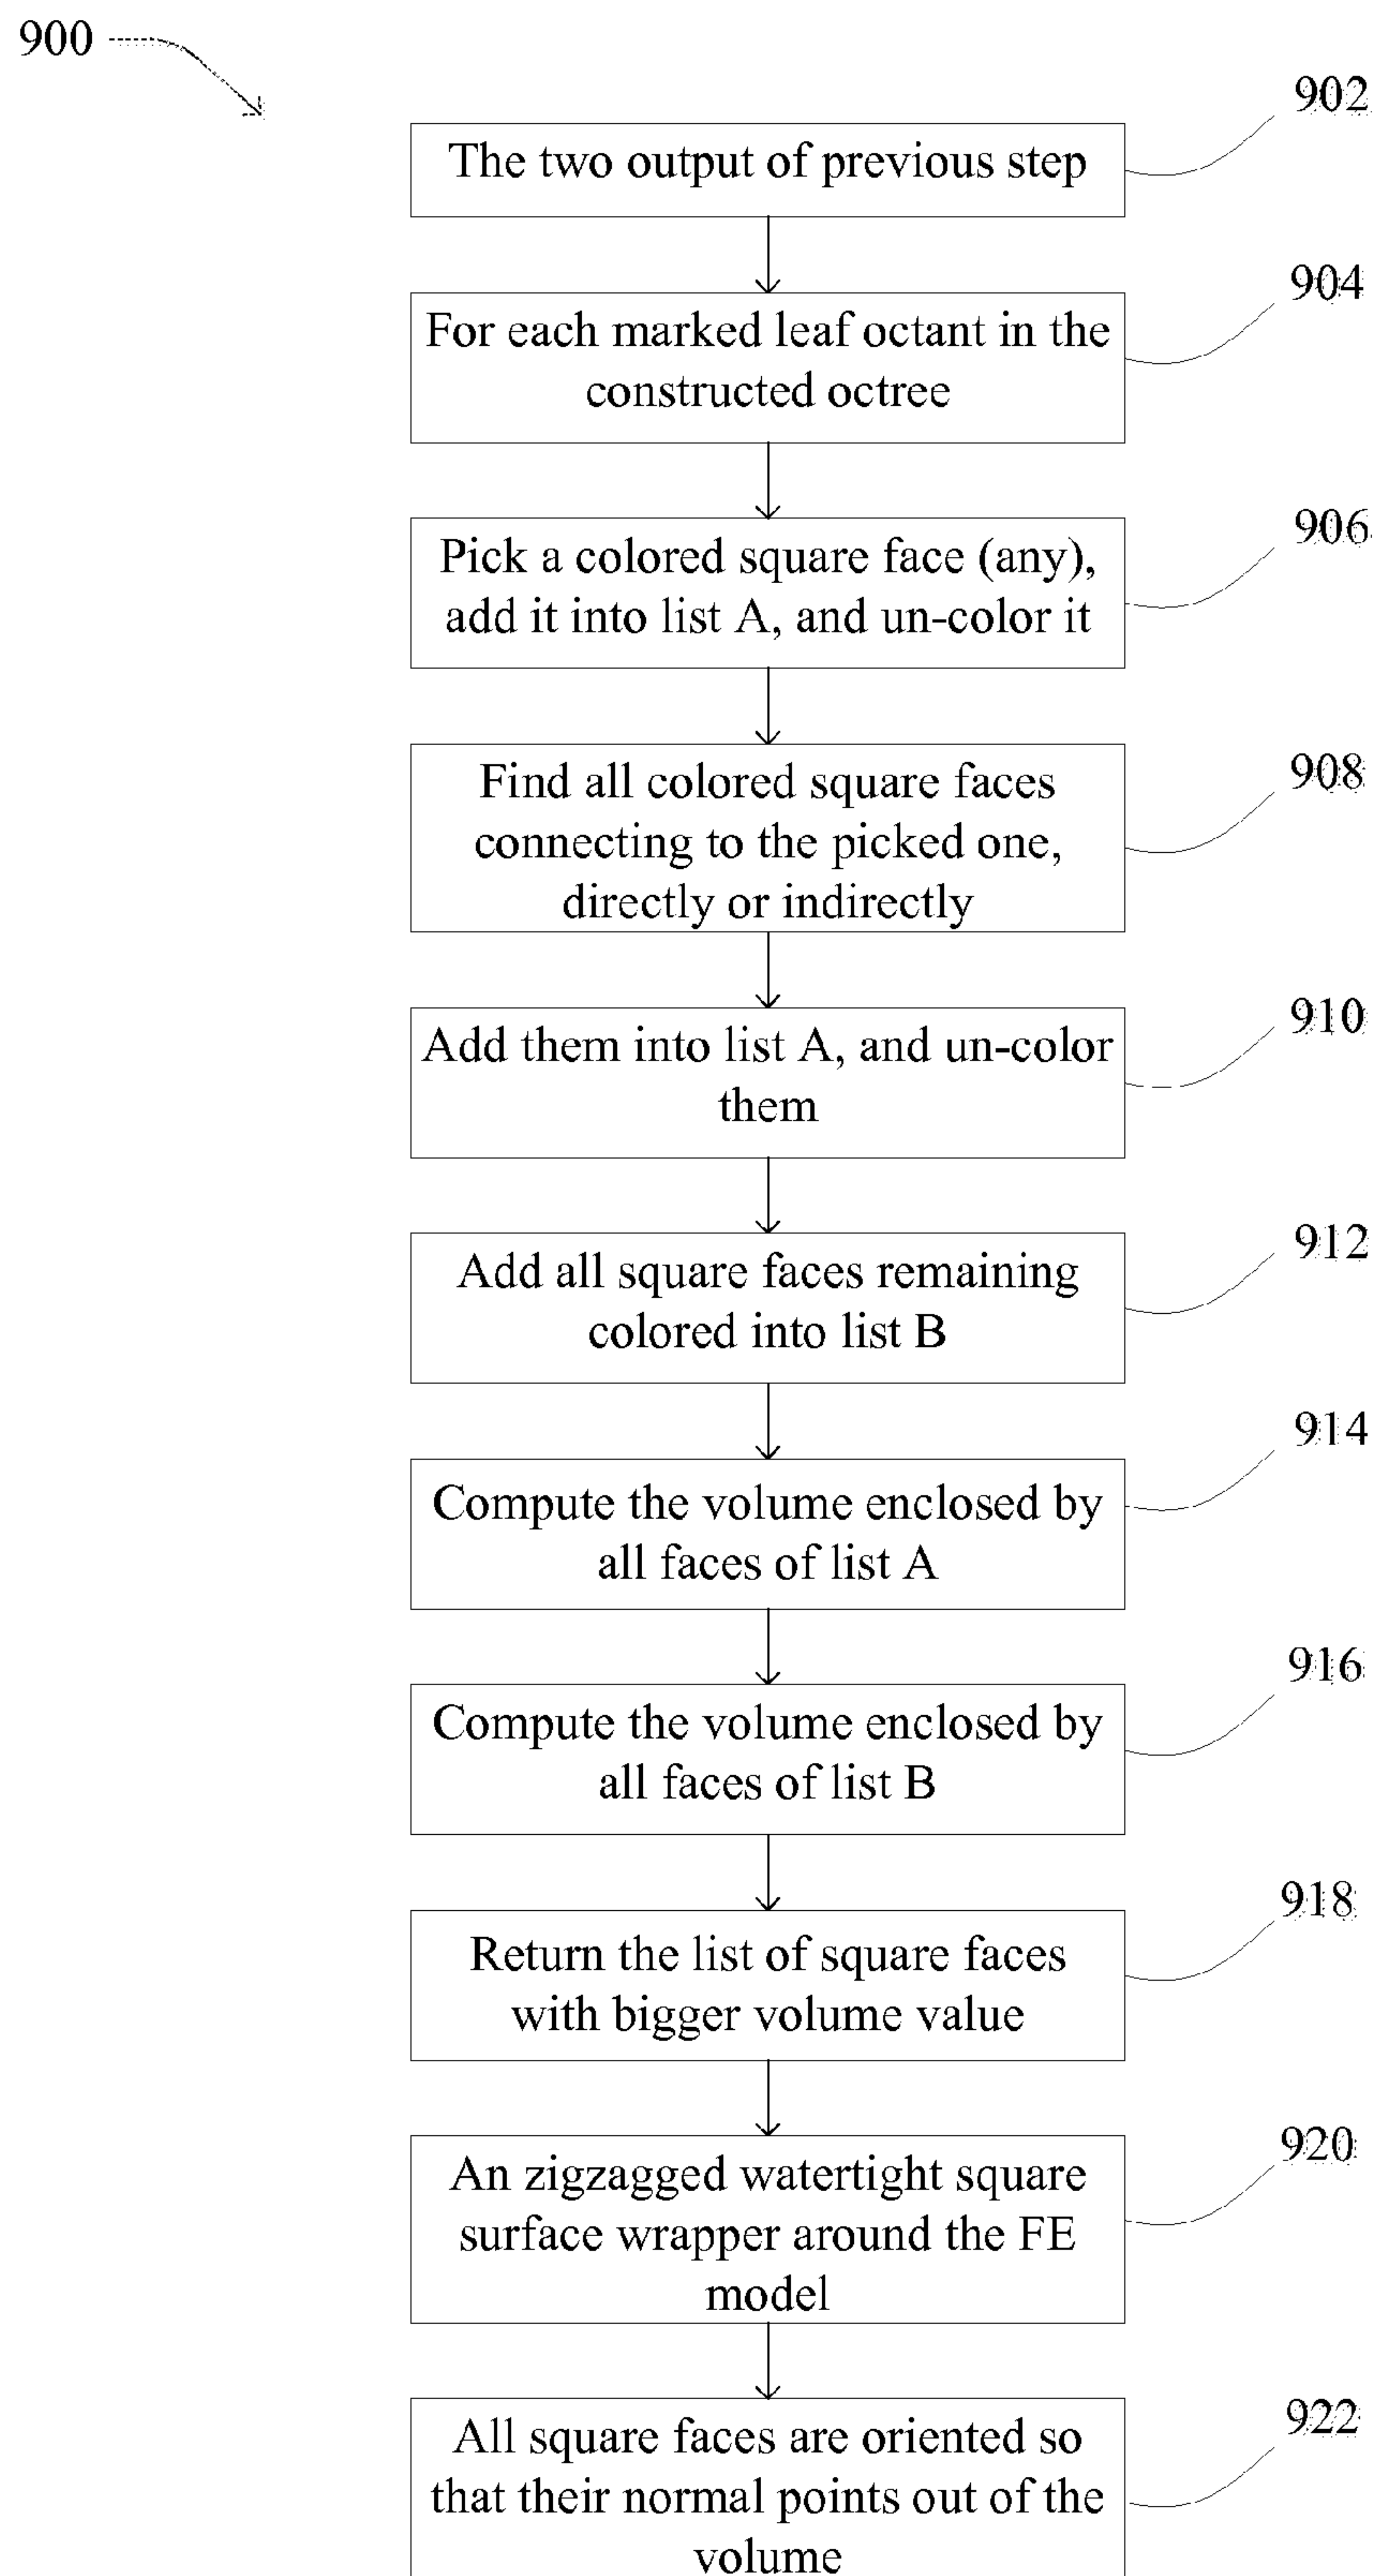 900
902
The two output of previous step
904
For each marked leaf octant in the
constructed octree
906
Pick a colored square face (any),
add it into list A, and un-color it
908
Find all colored square faces
connecting to the picked one,
directly or indirectly
910
Add them into list A, and un-color
them
912
Add all square faces remaining
colored into list B
914
Compute the volume enclosed by
all faces of list A
916
Compute the volume enclosed by
all faces of list B
918
Return the list of square faces
with bigger volume value
920
An zigzagged watertight square
surface wrapper around the FE
model
922
All square faces are oriented so
that their normal points out of the
volume